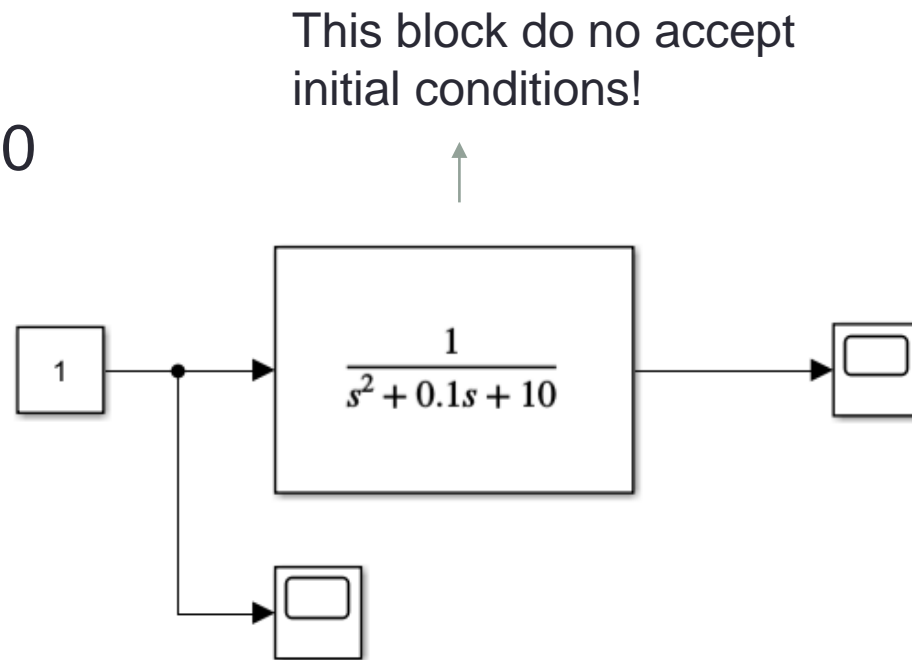 This block do no accept
initial conditions!
0
1
1
s² + 0.1s + 10